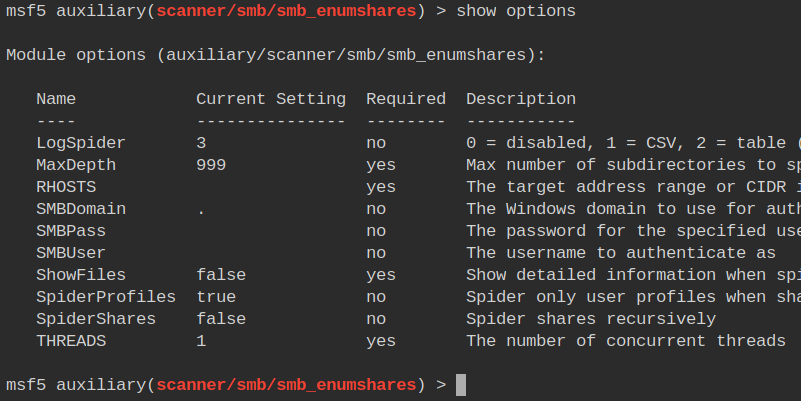 msf5 auxiliary(scanner/smb/smb_enumshares) > show options
Module options (auxiliary/scanner/smb/smb_enumshares):
Name Current Setting Required Description
---- --------------- -------- -----------
LogSpider 3 no 0 = disabled, 1 = CSV, 2 = table (
MaxDepth 999 yes Max number of subdirectories to sp
RHOSTS yes The target address range or CIDR i
SMBDomain . no The Windows domain to use for auth
SMBPass no The password for the specified use
SMBUser no The username to authenticate as
ShowFiles false yes Show detailed information when spi
SpiderProfiles true no Spider only user profiles when sha
SpiderShares false no Spider shares recursively
THREADS 1 yes The number of concurrent threads
msf5 auxiliary(scanner/smb/smb_enumshares) >